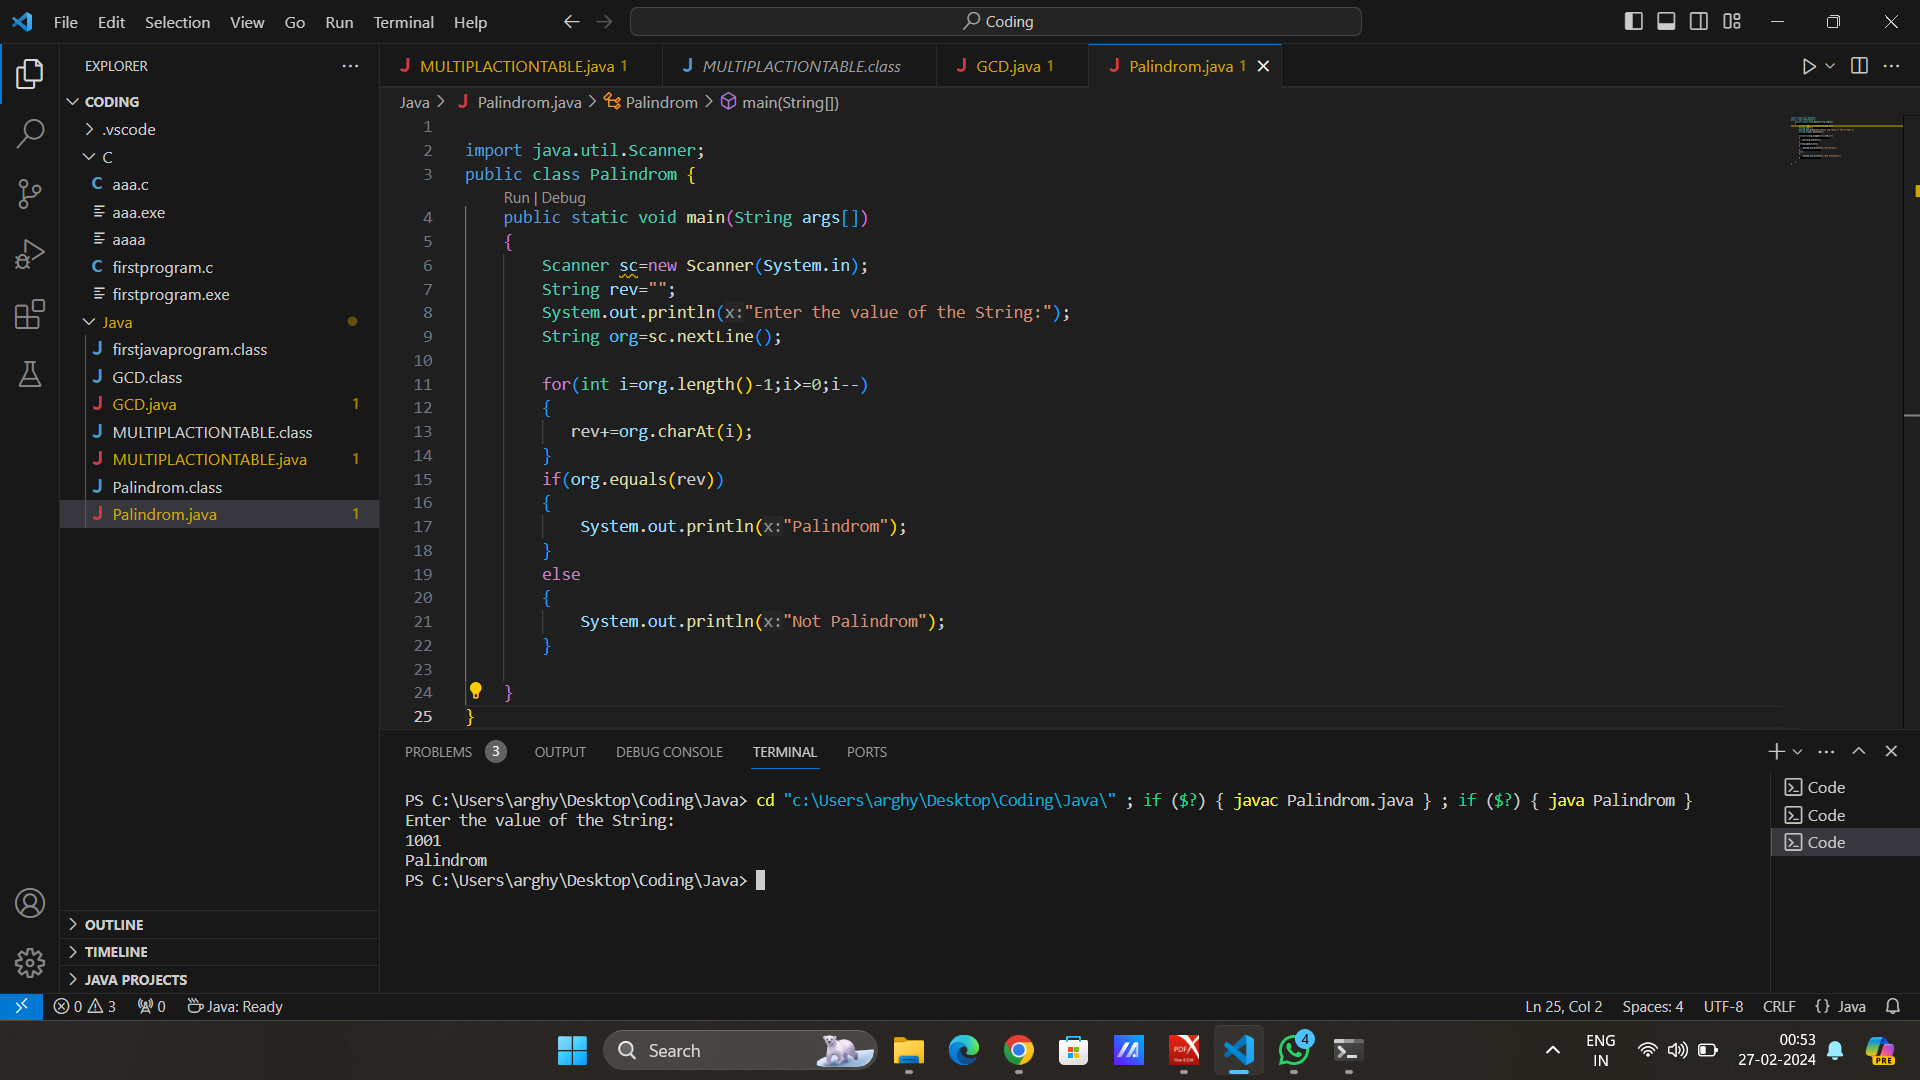 File Edit Selection View Go Run Terminal Help
Coding
EXPLORER
CODING
.vscode
C
C aaa.c
aaa.exe
aaaa
C firstprogram.c
firstprogram.exe
Java
J firstjavaprogram.class
J GCD.class
J GCD.java 1
J MULTIPLACTIONTABLE.class
J MULTIPLACTIONTABLE.java 1
J Palindrom.class
J Palindrom.java 1
OUTLINE
TIMELINE
JAVA PROJECTS
J MULTIPLACTIONTABLE.java 1 J MULTIPLACTIONTABLE.class J GCD.java 1 J Palindrom.java 1
Java > J Palindrom.java > Palindrom > main(String[])
1
2 import java.util.Scanner;
3 public class Palindrom {
Run | Debug
4 public static void main(String args[])
5 {
6 Scanner sc=new Scanner(System.in);
7 String rev="";
8 System.out.println(x:"Enter the value of the String:");
9 String org=sc.nextLine();
10
11 for(int i=org.length()-1;i>=0;i--)
12 {
13 rev+=org.charAt(i);
14 }
15 if(org.equals(rev))
16 {
17 System.out.println(x:"Palindrom");
18 }
19 else
20 {
21 System.out.println(x:"Not Palindrom");
22 }
23
24 }
25 }
PROBLEMS 3 OUTPUT DEBUG CONSOLE TERMINAL PORTS
PS C:\Users\arghy\Desktop\Coding\Java> cd "c:\Users\arghy\Desktop\Coding\Java\" ; if ($?) { javac Palindrom.java } ; if ($?) { java Palindrom }
Enter the value of the String:
1001
Palindrom
PS C:\Users\arghy\Desktop\Coding\Java>
Code
Code
Code
0 3 0 Java: Ready
Ln 25, Col 2 Spaces: 4 UTF-8 CRLF {} Java
Search
PDFX
4
ENG
IN
00:53
27-02-2024
PRE